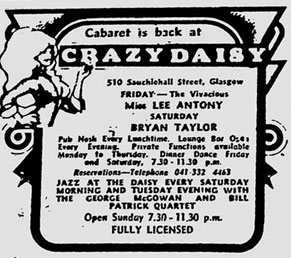 Cabaret is back at
CRAZY DAISY
510 Sauchiehall Street, Glasgow
FRIDAY — The Vivacious
Miss LEE ANTONY
SATURDAY
BRYAN TAYLOR
Pub Nosh Every Lunchtime. Lounge Bar Open
Every Evening. Private Functions available
Monday to Thursday. Dinner Dance Friday
and Saturday, 7.30 - 11.30 p.m.
Reservations—Telephone 041-332 4463
JAZZ AT THE DAISY EVERY SATURDAY
MORNING AND TUESDAY EVENING WITH
THE GEORGE McGOWAN AND BILL
PATRICK QUARTET
Open Sunday 7.30 - 11.30 p.m.
FULLY LICENSED